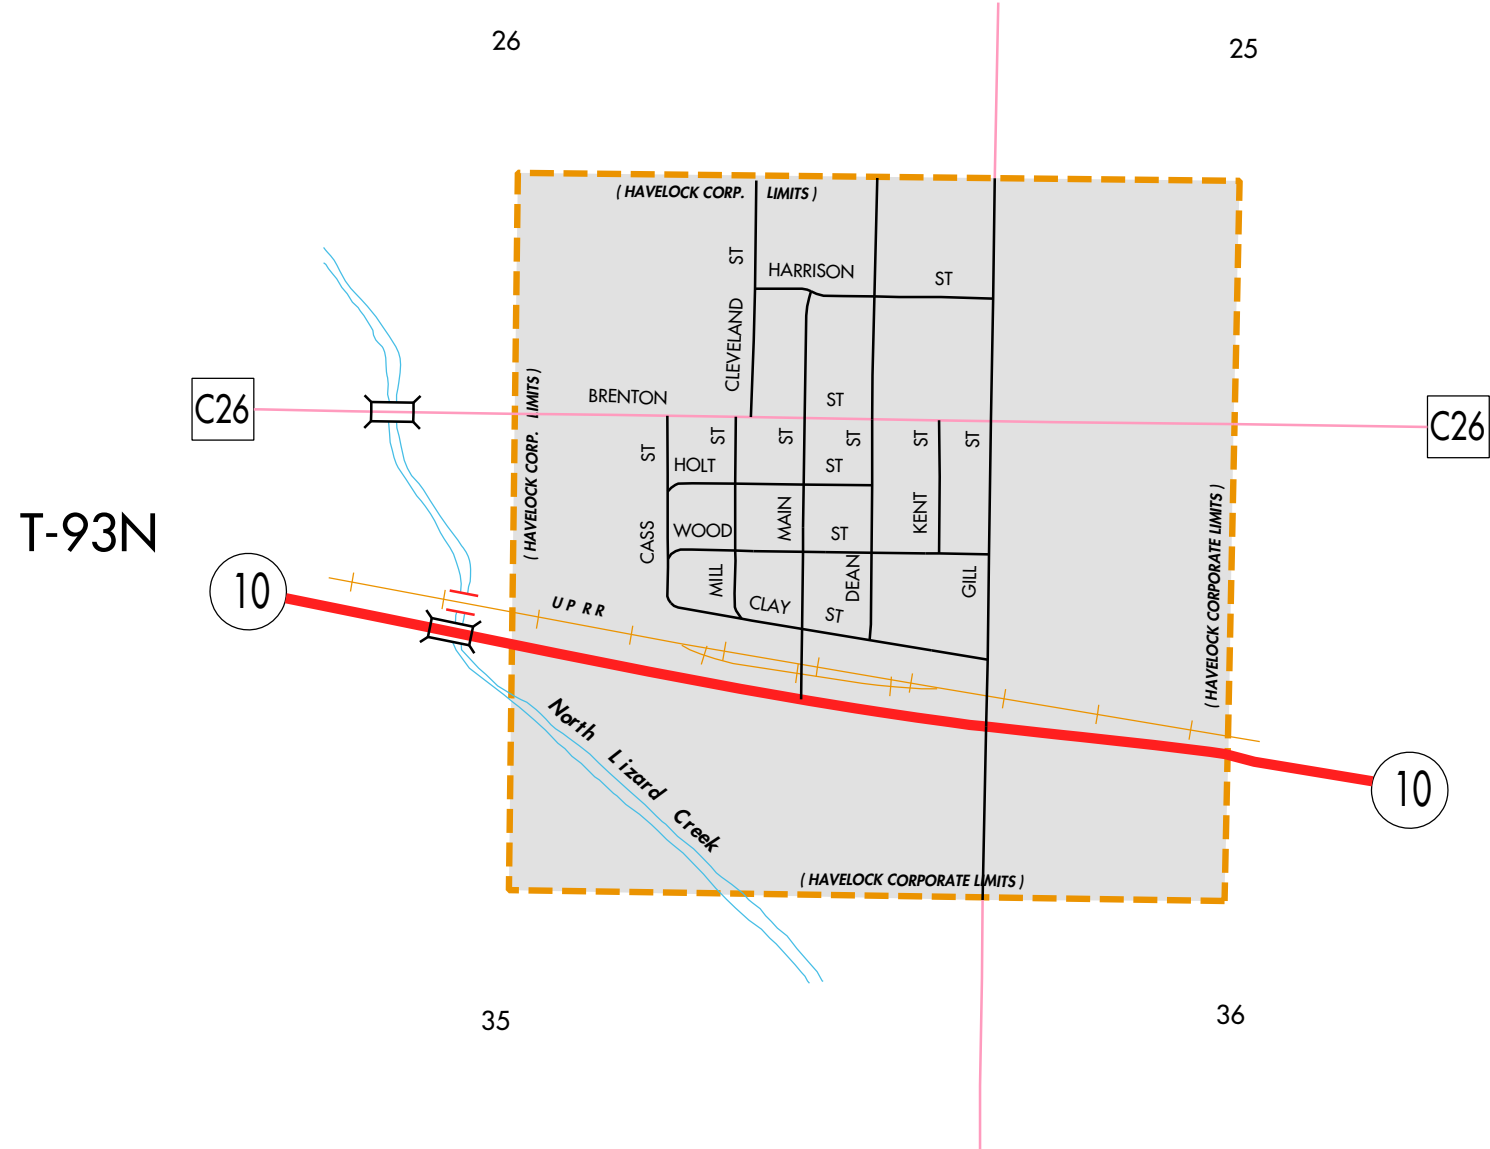 26
25
( HAVELOCK CORP. LIMITS )
ST
HARRISON ST
CLEVELAND
( HAVELOCK CORP. LIMITS )
C26
BRENTON ST
C26
ST
ST
ST
ST
ST
ST
HOLT ST
CASS
WOOD ST
MAIN
KENT
T-93N
MILL
DEAN
GILL
( HAVELOCK CORPORATE LIMITS )
10
U P R R
CLAY ST
North Lizard Creek
10
( HAVELOCK CORPORATE LIMITS )
35
36